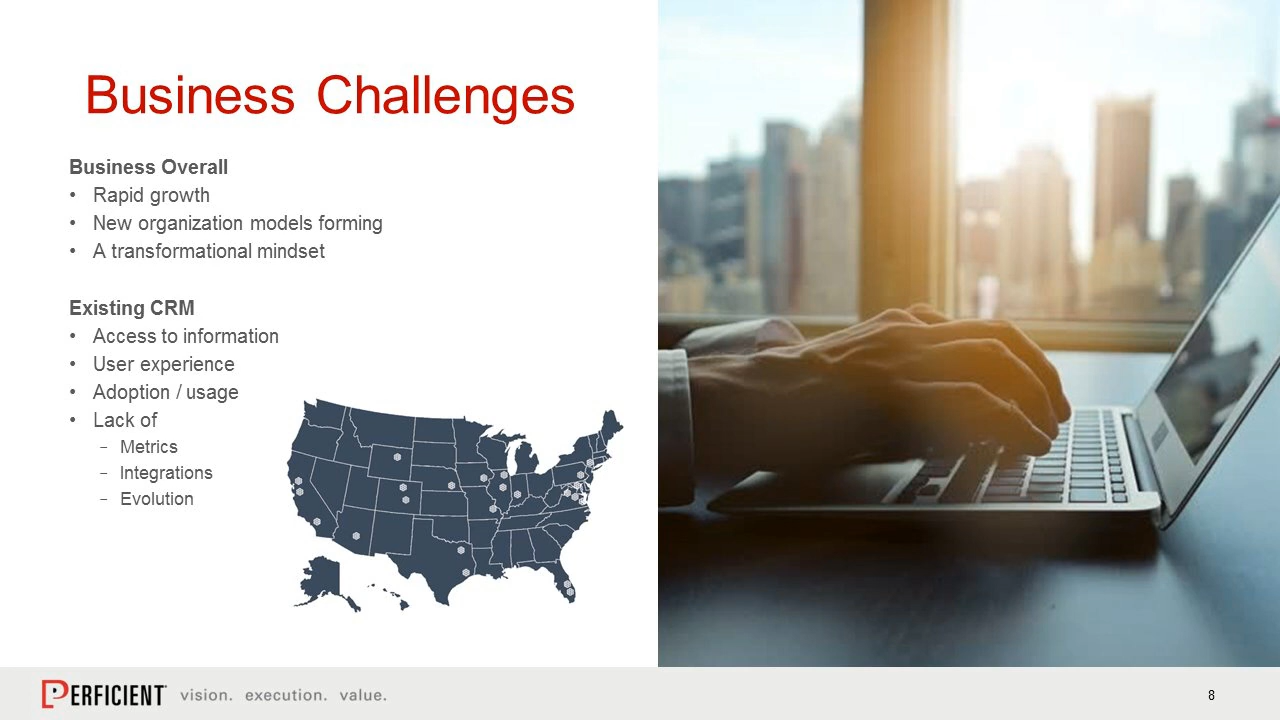 Business Challenges
Business Overall
• Rapid growth
• New organization models forming
• A transformational mindset
Existing CRM
• Access to information
• User experience
• Adoption / usage
• Lack of
– Metrics
– Integrations
– Evolution
PERFICIENT vision. execution. value.
8